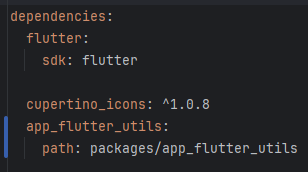 dependencies:
  flutter:
    sdk: flutter

  cupertino_icons: ^1.0.8
  app_flutter_utils:
    path: packages/app_flutter_utils